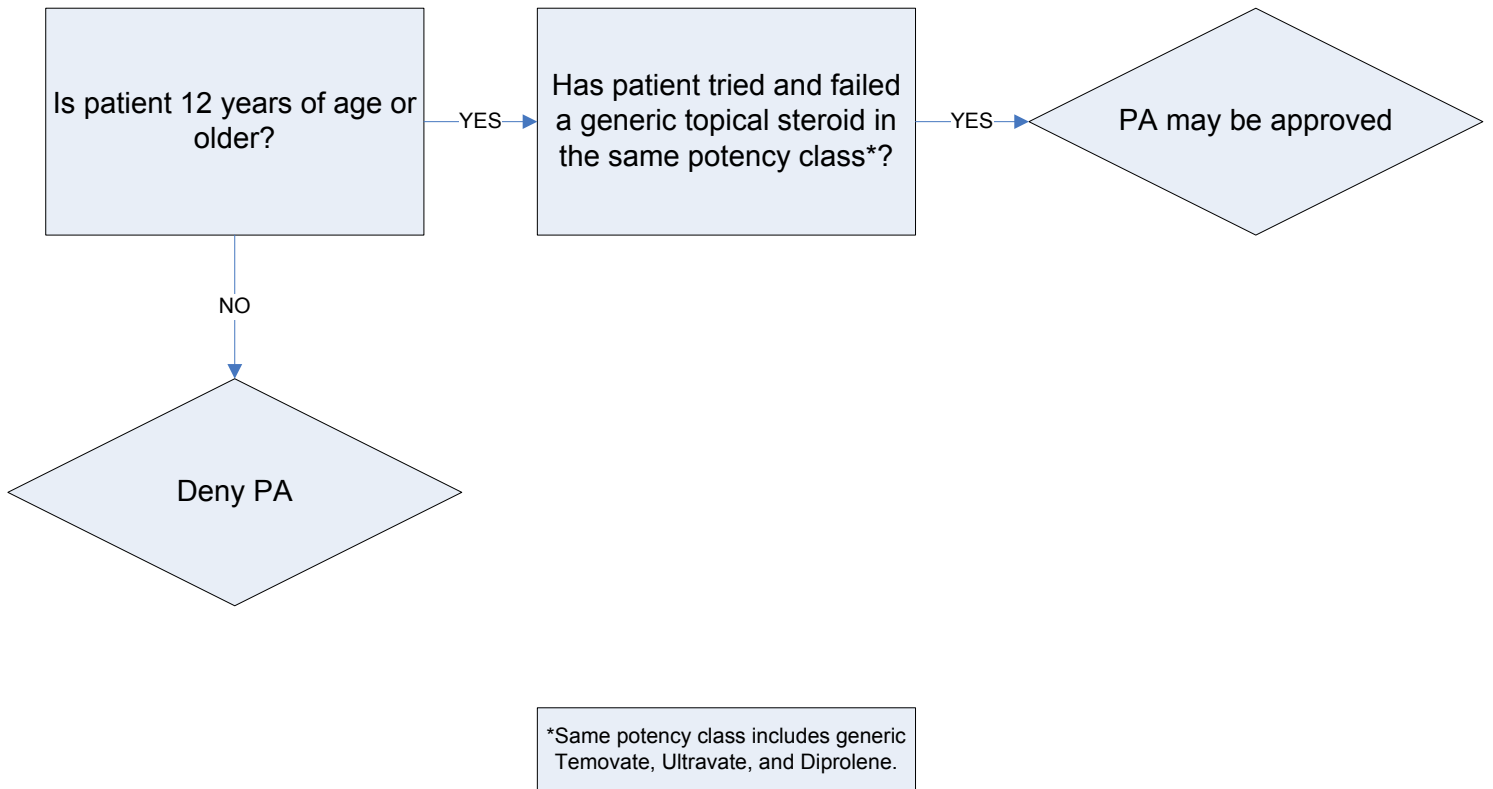 Is patient 12 years of age or
older?
YES
Has patient tried and failed
a generic topical steroid in
the same potency class*?
YES
PA may be approved
NO
Deny PA
*Same potency class includes generic
Temovate, Ultravate, and Diprolene.